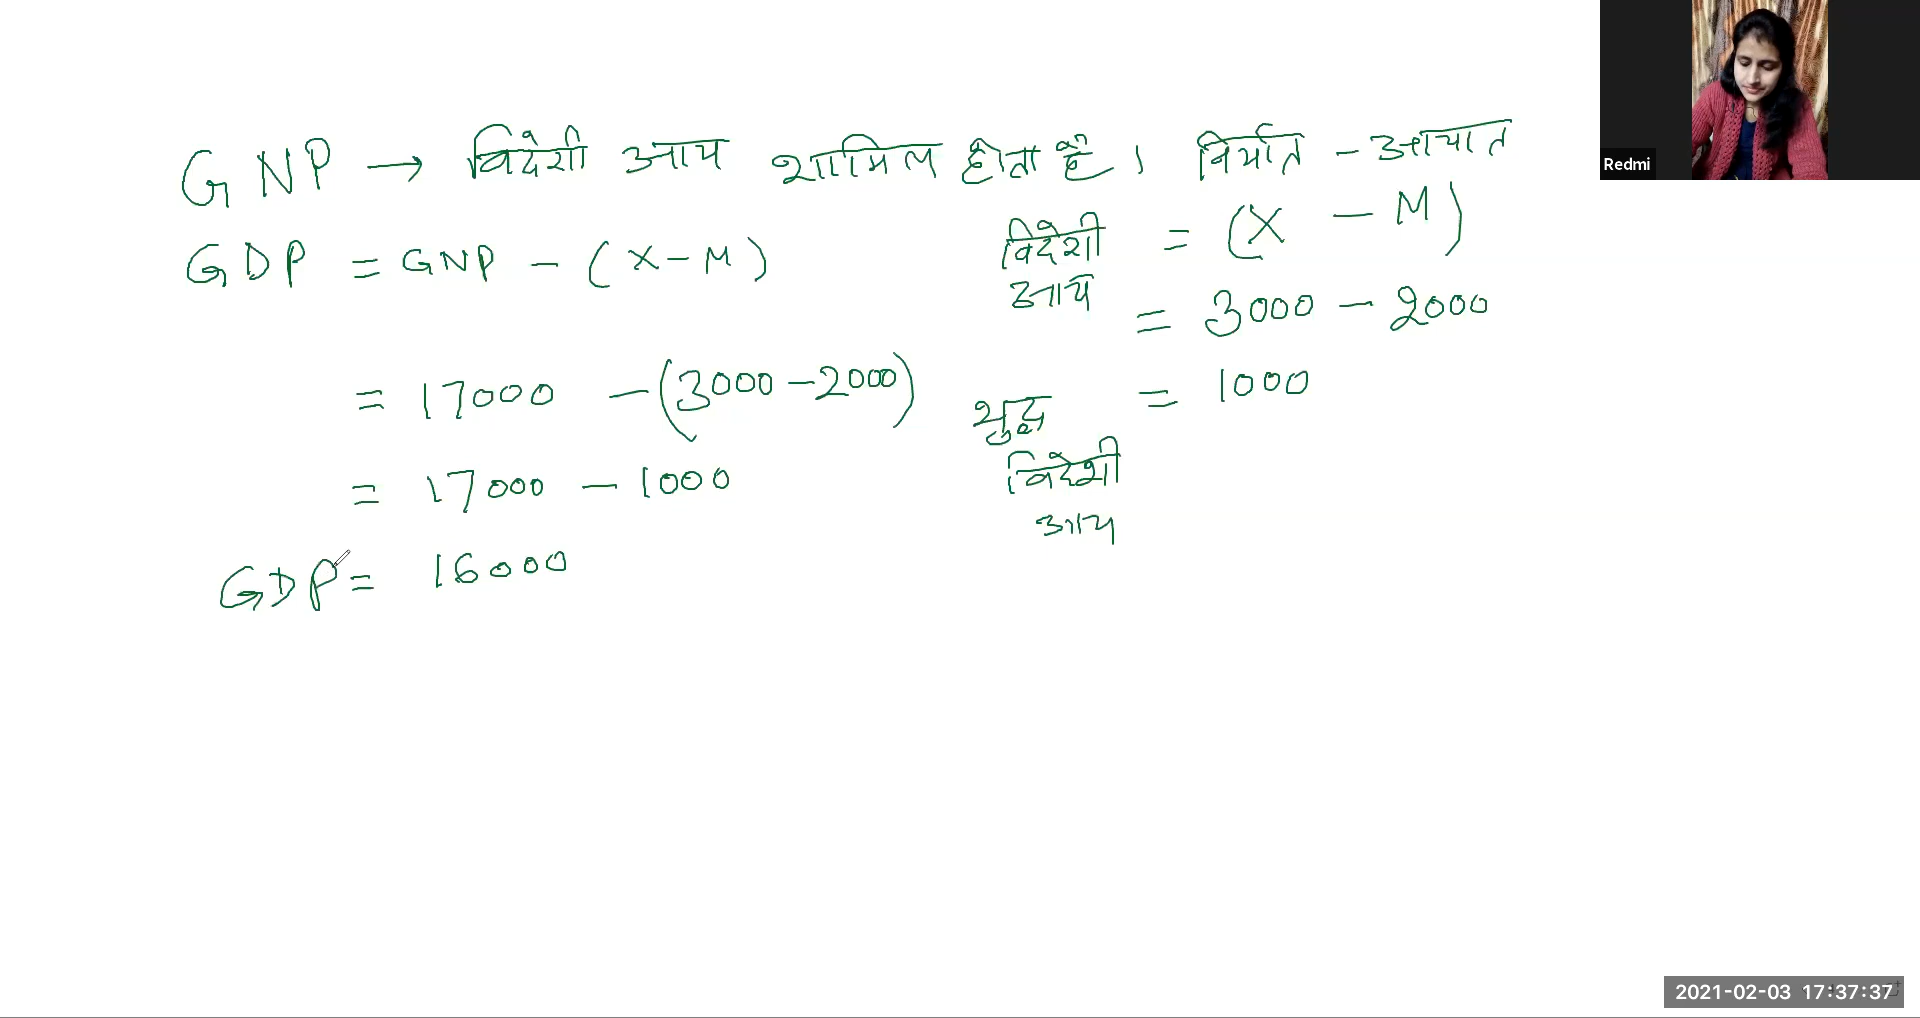 GNP → विदेशी आय शामिल होता है। निर्यात - आयात
विदेशी आय = (X - M)
GDP = GNP - (X - M)
= 3000 - 2000
= 17000 - (3000 - 2000)
शुद्ध विदेशी आय = 1000
= 17000 - 1000
GDP = 16000
Redmi
2021-02-03 17:37:37